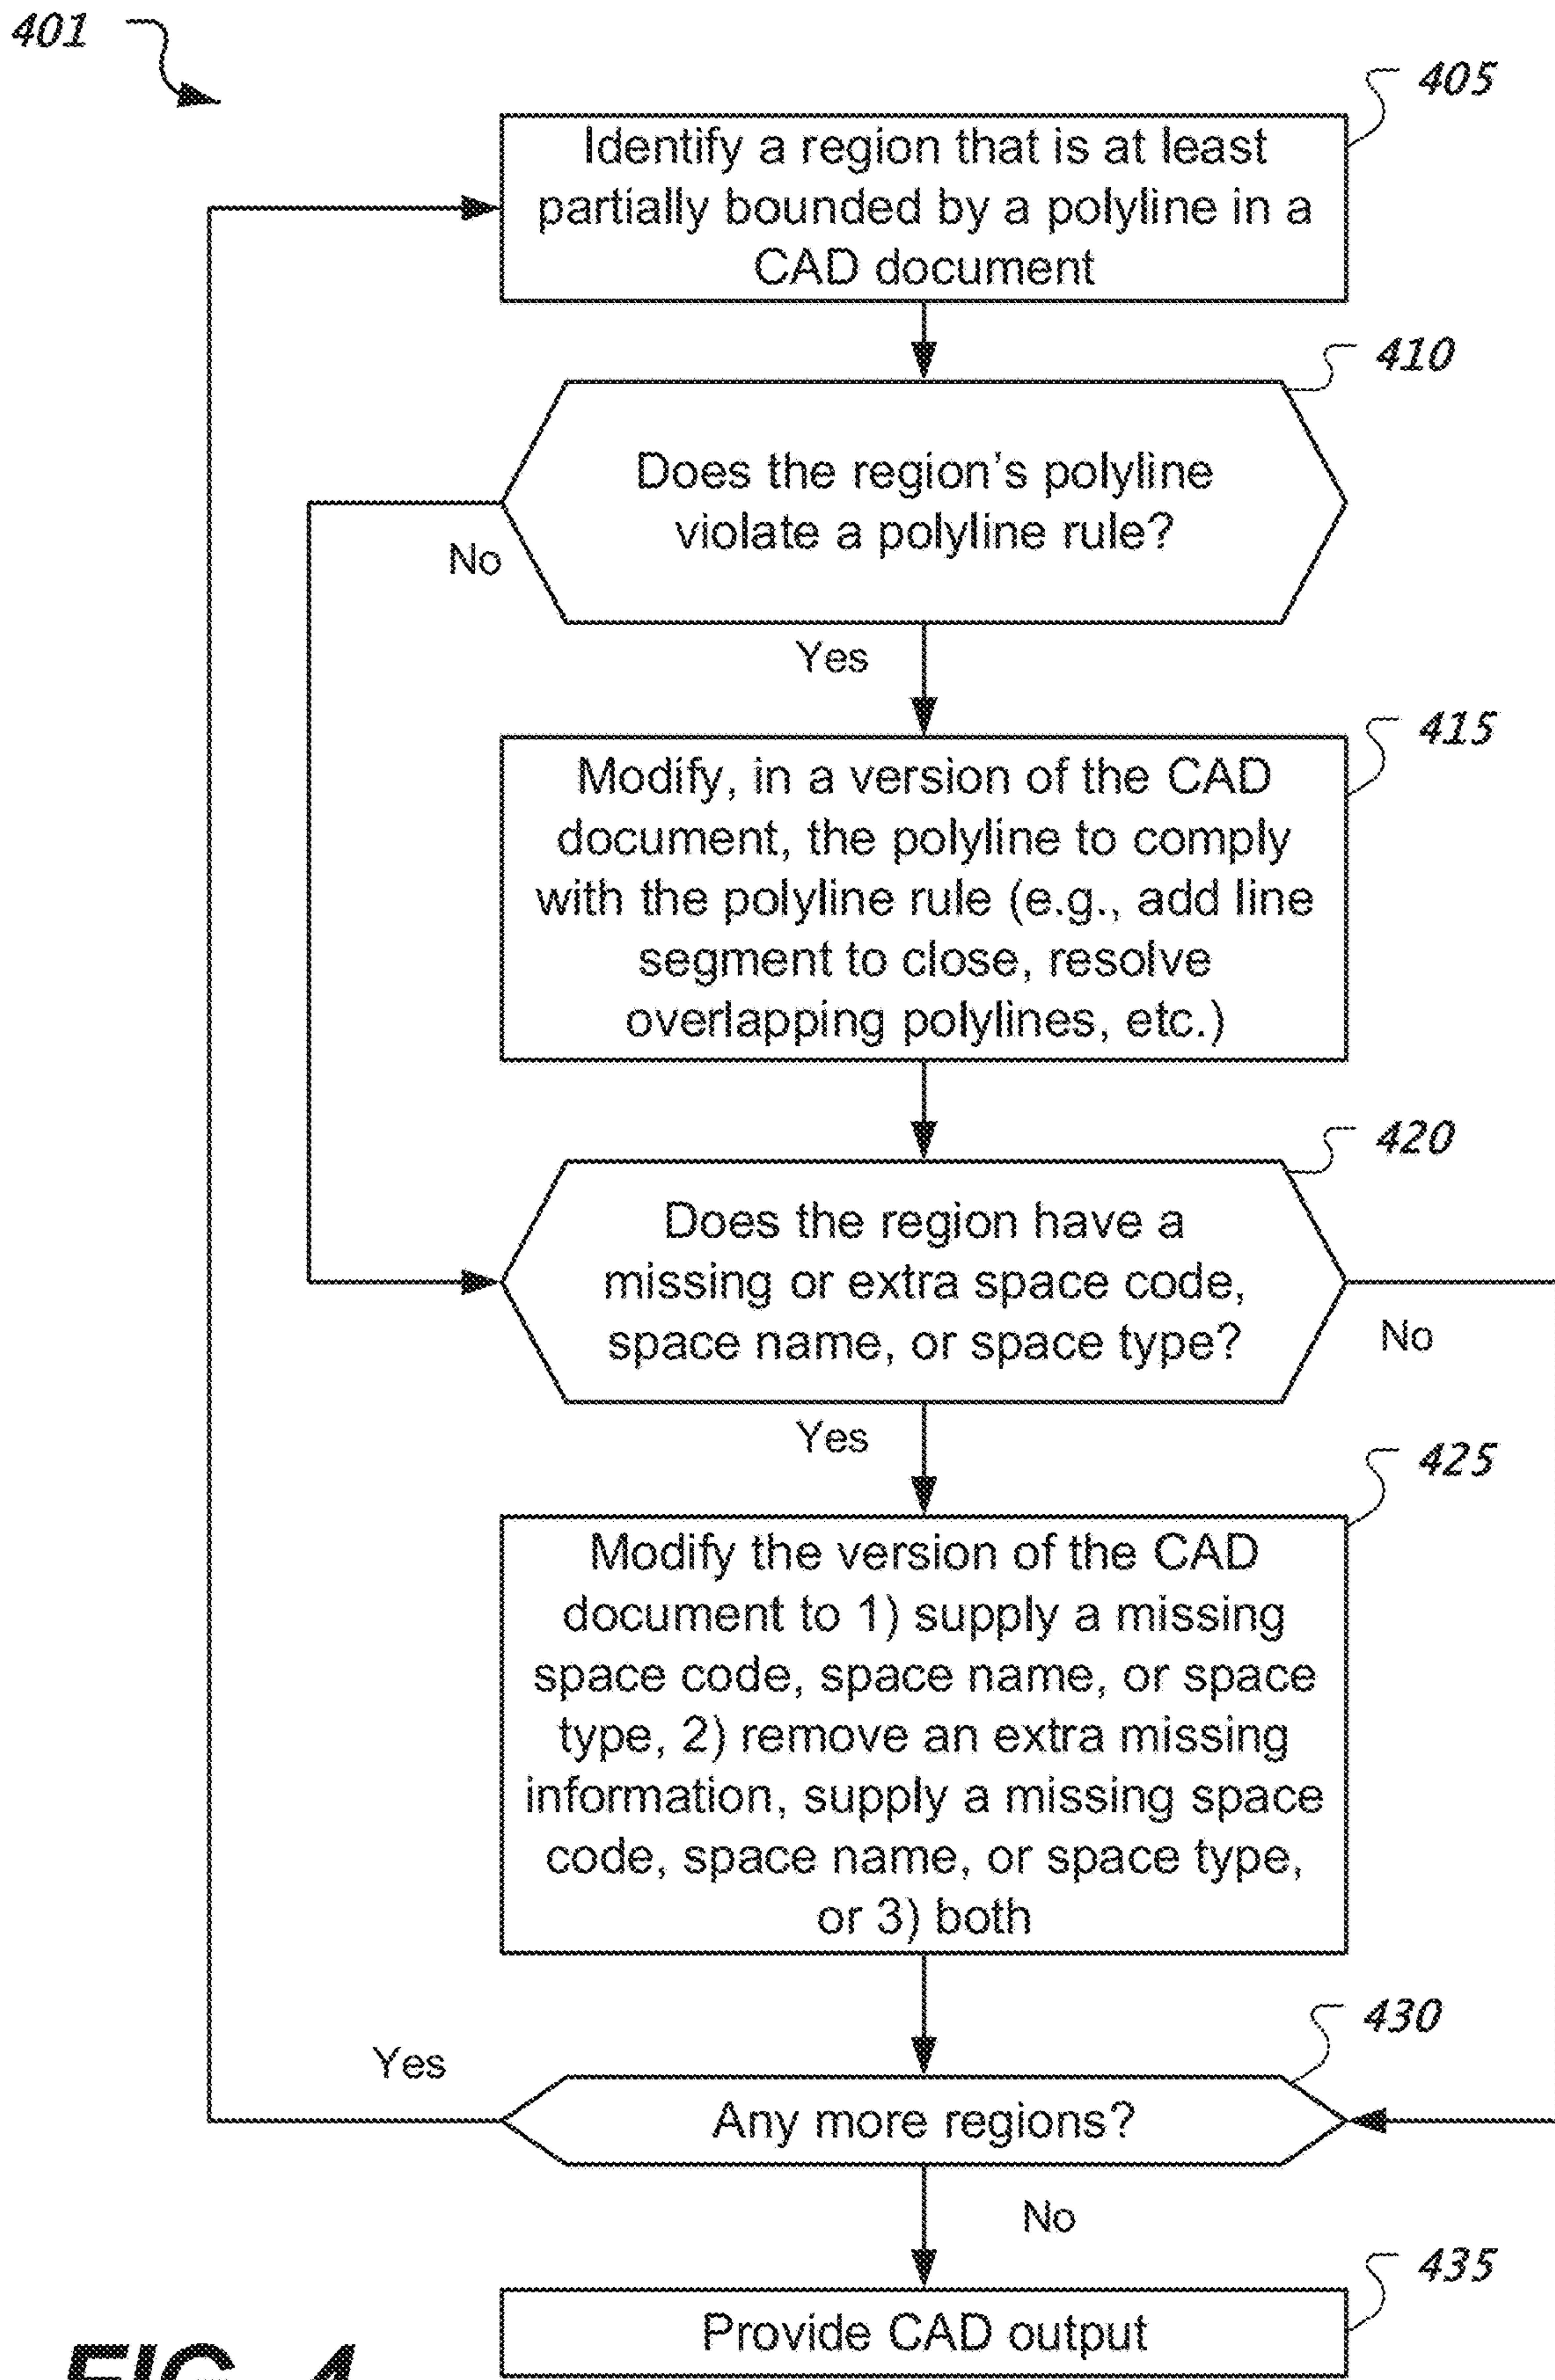 401
405
Identify a region that is at least
partially bounded by a polyline in a
CAD document
410
Does the region's polyline
violate a polyline rule?
No
Yes
415
Modify, in a version of the CAD
document, the polyline to comply
with the polyline rule (e.g., add line
segment to close, resolve
overlapping polylines, etc.)
420
Does the region have a
missing or extra space code,
space name, or space type?
No
Yes
425
Modify the version of the CAD
document to 1) supply a missing
space code, space name, or space
type, 2) remove an extra missing
information, supply a missing space
code, space name, or space type,
or 3) both
430
Yes
Any more regions?
No
435
Provide CAD output
FIG. 4